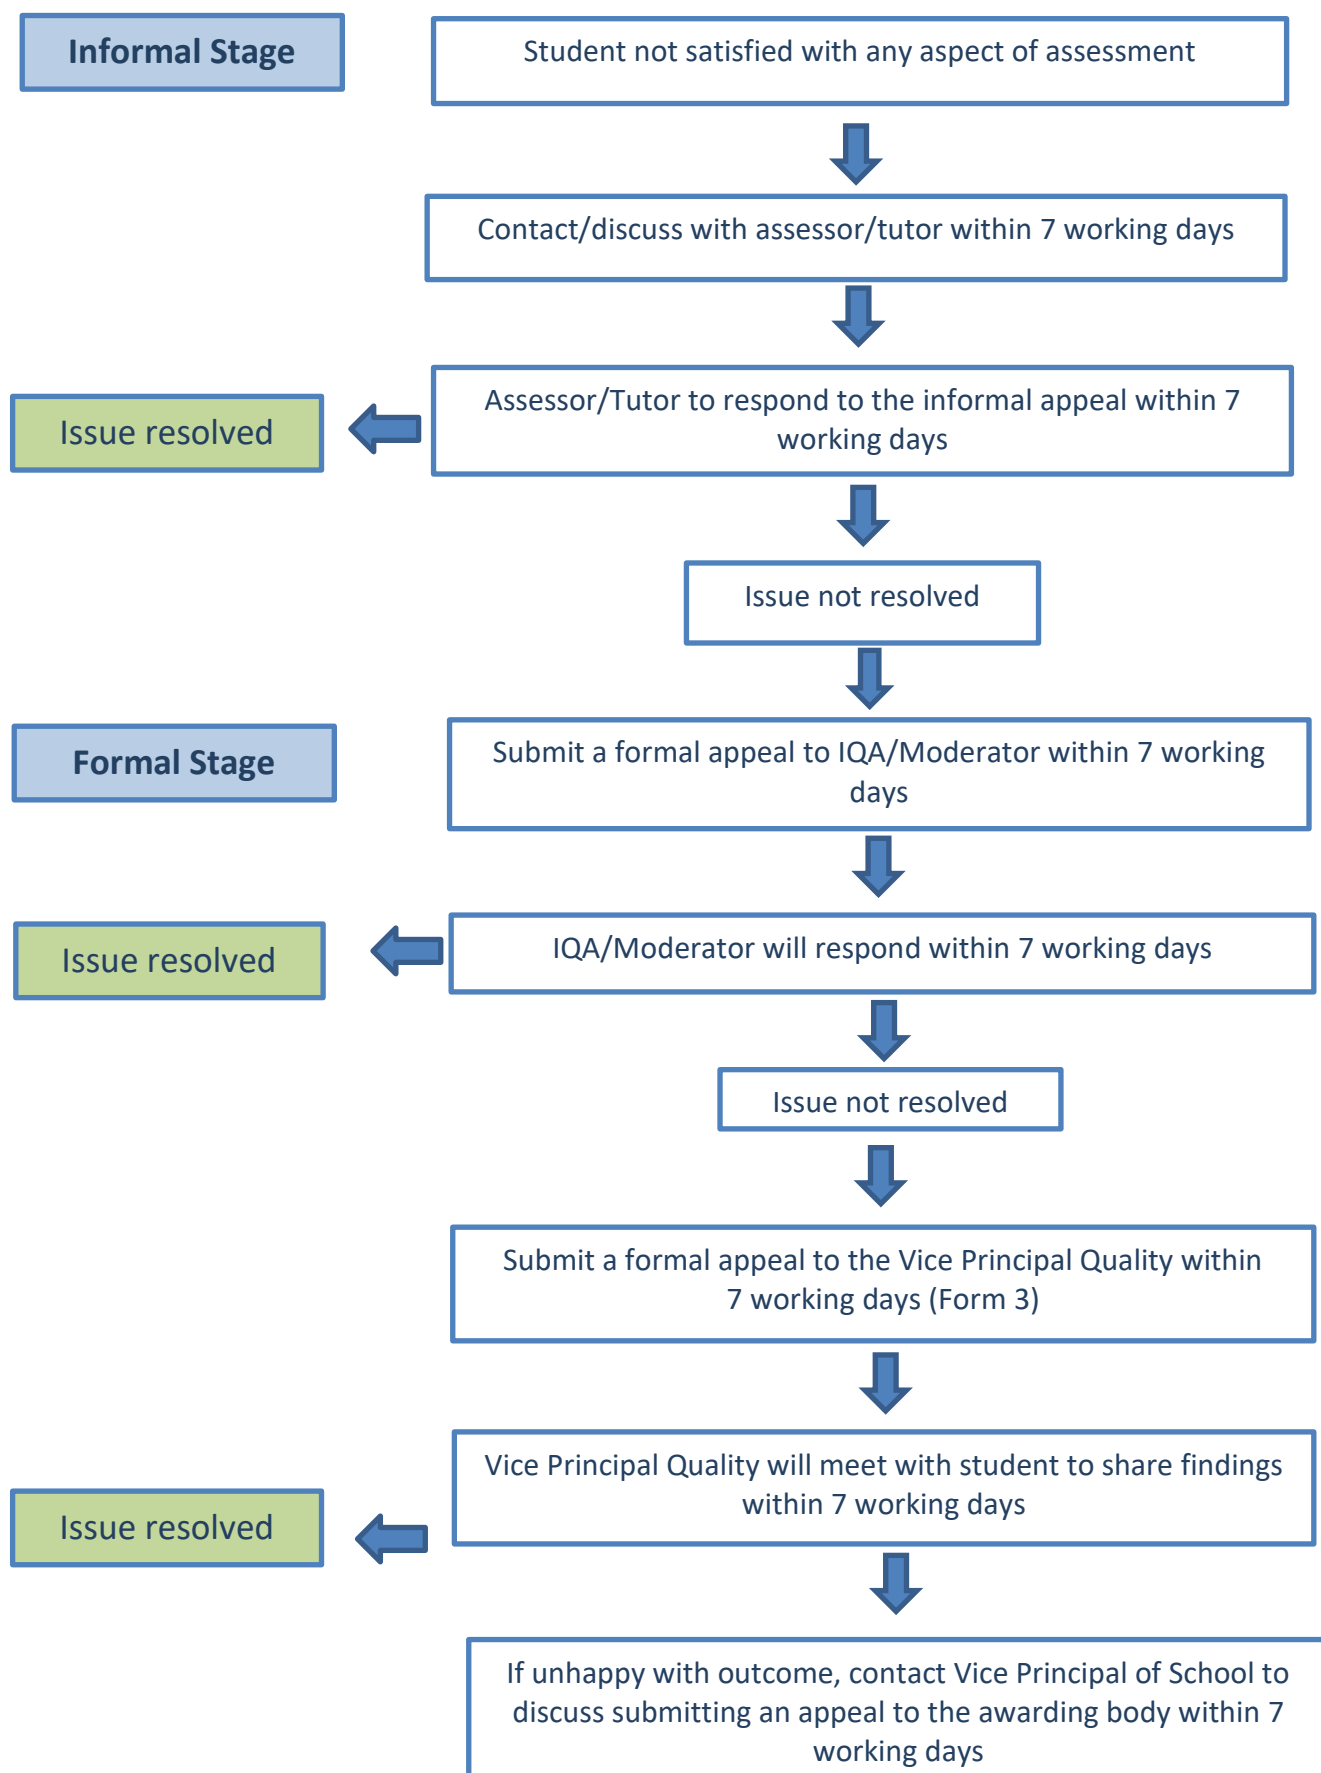 Informal Stage
Student not satisfied with any aspect of assessment
Contact/discuss with assessor/tutor within 7 working days
Assessor/Tutor to respond to the informal appeal within 7
working days
Issue resolved
Issue not resolved
Formal Stage
Submit a formal appeal to IQA/Moderator within 7 working
days
IQA/Moderator will respond within 7 working days
Issue resolved
Issue not resolved
Submit a formal appeal to the Vice Principal Quality within
7 working days (Form 3)
Vice Principal Quality will meet with student to share findings
within 7 working days
Issue resolved
If unhappy with outcome, contact Vice Principal of School to
discuss submitting an appeal to the awarding body within 7
working days